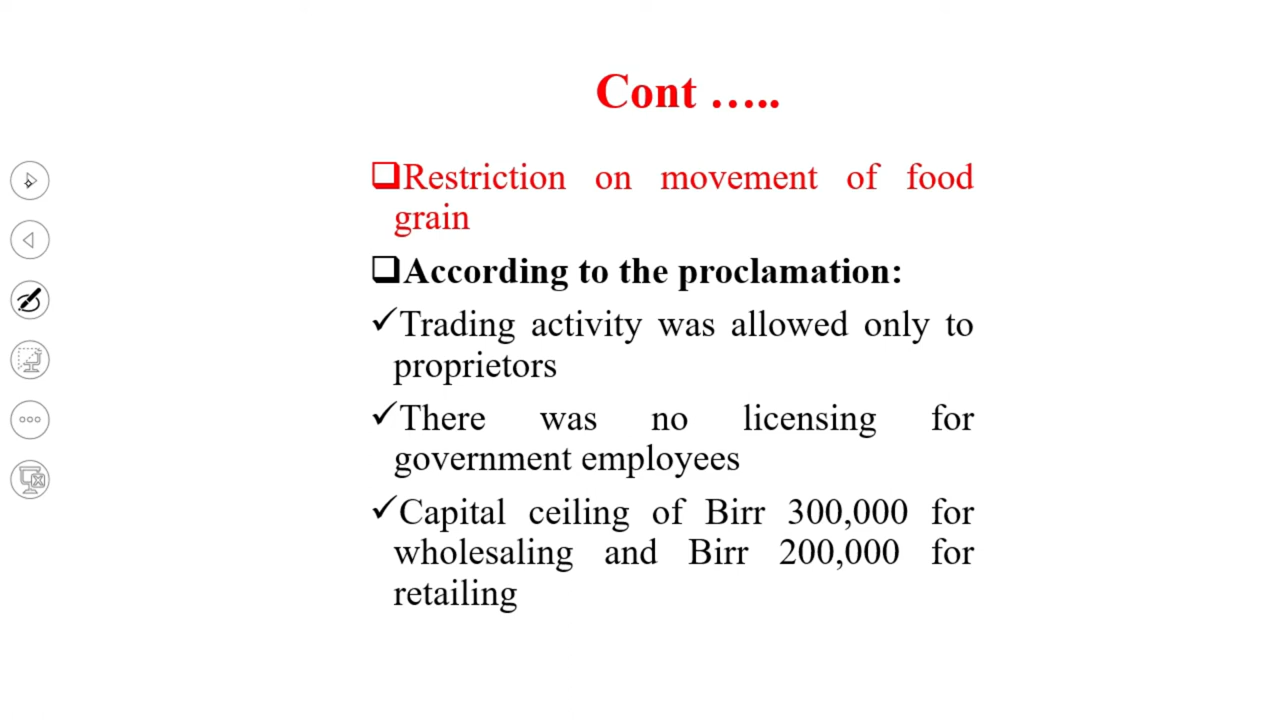 Cont …..
❑Restriction on movement of food
grain
❑According to the proclamation:
✓Trading activity was allowed only to
proprietors
✓There was no licensing for
government employees
✓Capital ceiling of Birr 300,000 for
wholesaling and Birr 200,000 for
retailing